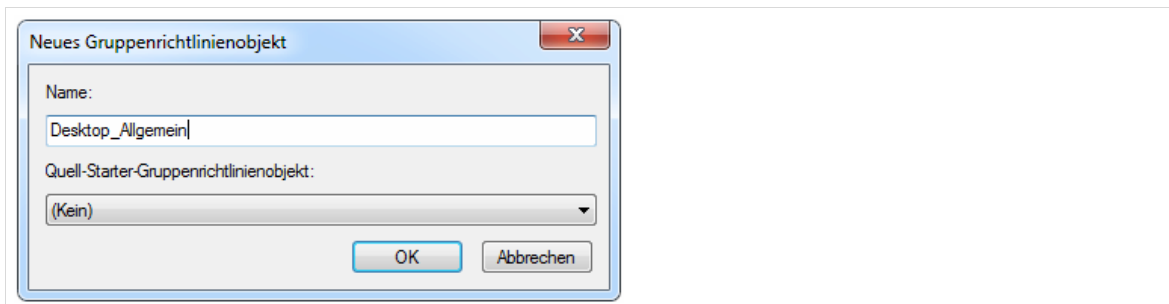 Neues Gruppenrichtlinienobjekt
Name:
Desktop_Allgemein
Quell-Starter-Gruppenrichtlinienobjekt:
(Kein)
OK Abbrechen